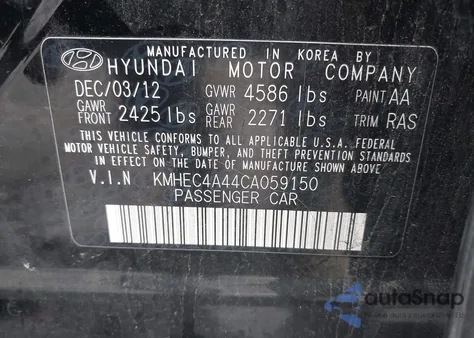 MANUFACTURED IN KOREA BY
HYUNDAI MOTOR COMPANY
DEC/03/12 GVWR 4586 lbs PAINT AA
GAWR FRONT 2425 lbs GAWR REAR 2271 lbs TRIM RAS
THIS VEHICLE CONFORMS TO ALL APPLICABLE U.S.A. FEDERAL
MOTOR VEHICLE SAFETY, BUMPER, AND THEFT PREVENTION STANDARDS
IN EFFECT ON THE DATE OF MANUFACTURE SHOWN ABOVE.
V.I.N KMHEC4A44CA059150
PASSENGER CAR
autoSnap